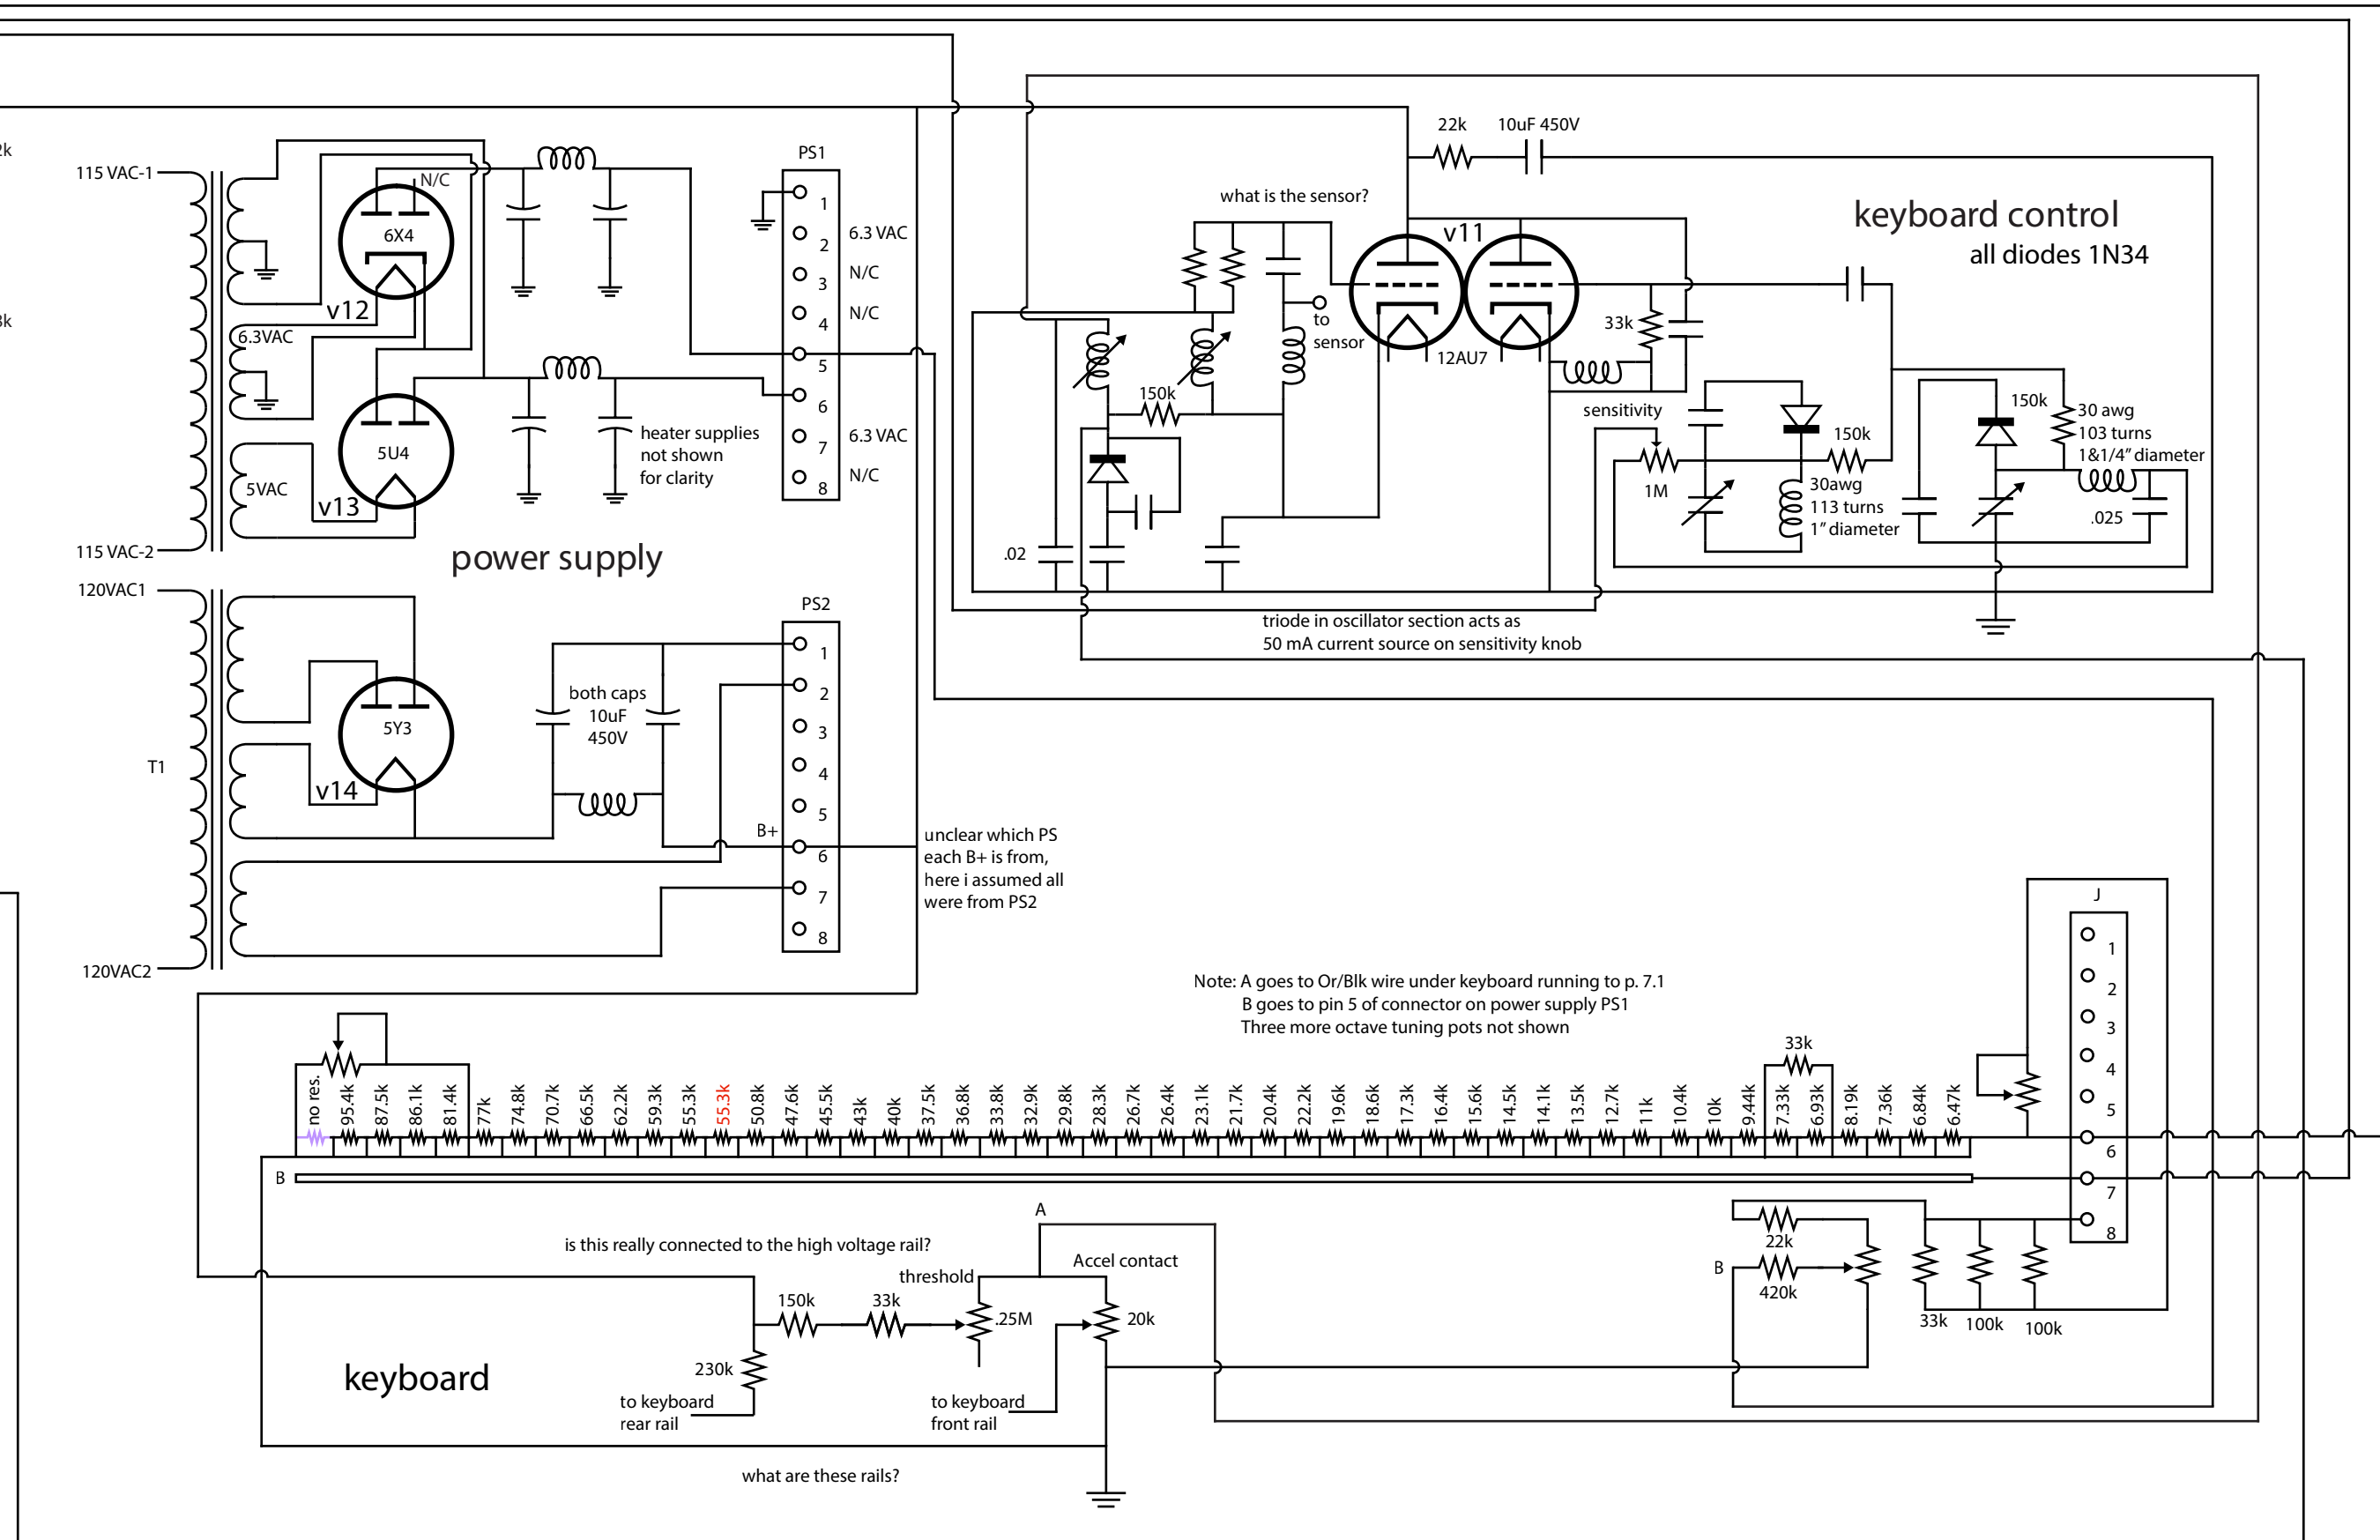 2k
3k
115 VAC-1
115 VAC-2
N/C
6X4
v12
6.3VAC
5U4
5VAC
v13
heater supplies
not shown
for clarity
power supply
PS1
1
2
3
4
5
6
7
8
6.3 VAC
N/C
N/C
6.3 VAC
N/C
120VAC1
T1
120VAC2
5Y3
v14
both caps
10uF
450V
B+
PS2
1
2
3
4
5
6
7
8
unclear which PS
each B+ is from,
here i assumed all
were from PS2
22k
10uF 450V
keyboard control
all diodes 1N34
what is the sensor?
v11
to
sensor
12AU7
33k
150k
.02
sensitivity
1M
150k
30awg
113 turns
1" diameter
150k
30 awg
103 turns
1&1/4" diameter
.025
triode in oscillator section acts as
50 mA current source on sensitivity knob
Note: A goes to Or/Blk wire under keyboard running to p. 7.1
B goes to pin 5 of connector on power supply PS1
Three more octave tuning pots not shown
33k
no res.
95.4k
87.5k
86.1k
81.4k
77k
74.8k
70.7k
66.5k
62.2k
59.3k
55.3k
55.3k
50.8k
47.6k
45.5k
43k
40k
37.5k
36.8k
33.8k
32.9k
29.8k
28.3k
26.7k
26.4k
23.1k
21.7k
20.4k
22.2k
19.6k
18.6k
17.3k
16.4k
15.6k
14.5k
14.1k
13.5k
12.7k
11k
10.4k
10k
9.44k
7.33k
6.93k
8.19k
7.36k
6.84k
6.47k
J
1
2
3
4
5
6
7
8
B
A
is this really connected to the high voltage rail?
Accel contact
threshold
150k
33k
.25M
20k
230k
to keyboard
rear rail
to keyboard
front rail
keyboard
what are these rails?
22k
B
420k
33k
100k
100k